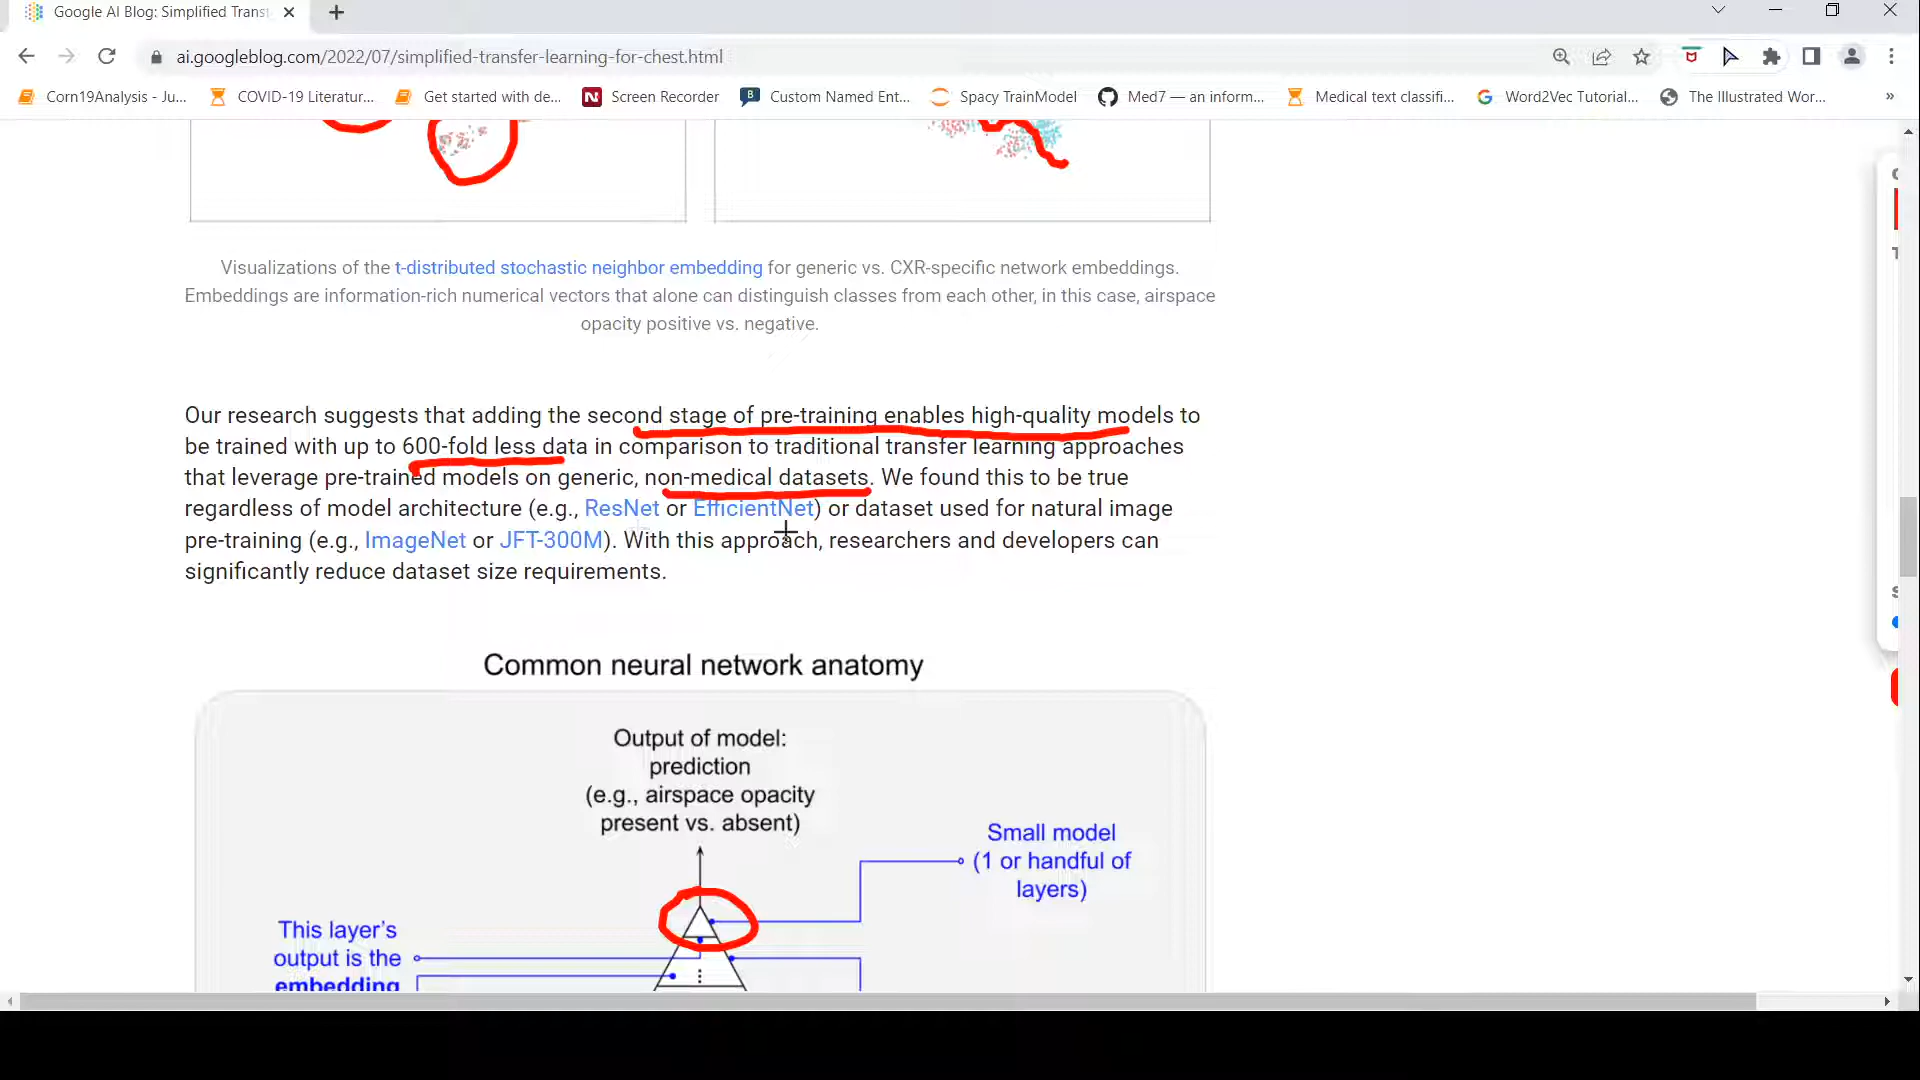 Google AI Blog: Simplified Transf
ai.googleblog.com/2022/07/simplified-transfer-learning-for-chest.html
Corn19Analysis - Ju... COVID-19 Literatur... Get started with de... Screen Recorder Custom Named Ent... Spacy TrainModel Med7 — an inform... Medical text classifi... Word2Vec Tutorial... The Illustrated Wor... »
Visualizations of the t-distributed stochastic neighbor embedding for generic vs. CXR-specific network embeddings.
Embeddings are information-rich numerical vectors that alone can distinguish classes from each other, in this case, airspace
opacity positive vs. negative.
Our research suggests that adding the second stage of pre-training enables high-quality models to
be trained with up to 600-fold less data in comparison to traditional transfer learning approaches
that leverage pre-trained models on generic, non-medical datasets. We found this to be true
regardless of model architecture (e.g., ResNet or EfficientNet) or dataset used for natural image
pre-training (e.g., ImageNet or JFT-300M). With this approach, researchers and developers can
significantly reduce dataset size requirements.
Common neural network anatomy
Output of model:
prediction
(e.g., airspace opacity
present vs. absent)
Small model
(1 or handful of
layers)
This layer's
output is the
embedding